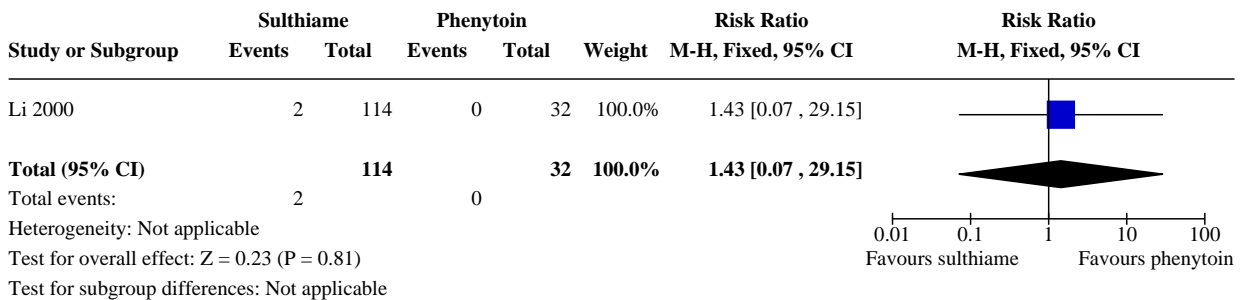 Sulthiame Phenytoin Risk Ratio Risk Ratio
Study or Subgroup Events Total Events Total Weight M-H, Fixed, 95% CI M-H, Fixed, 95% CI
Li 2000 2 114 0 32 100.0% 1.43 [0.07 , 29.15]
Total (95% CI) 114 32 100.0% 1.43 [0.07 , 29.15]
Total events: 2 0
Heterogeneity: Not applicable
Test for overall effect: Z = 0.23 (P = 0.81)
Test for subgroup differences: Not applicable
0.01 0.1 1 10 100
Favours sulthiame Favours phenytoin